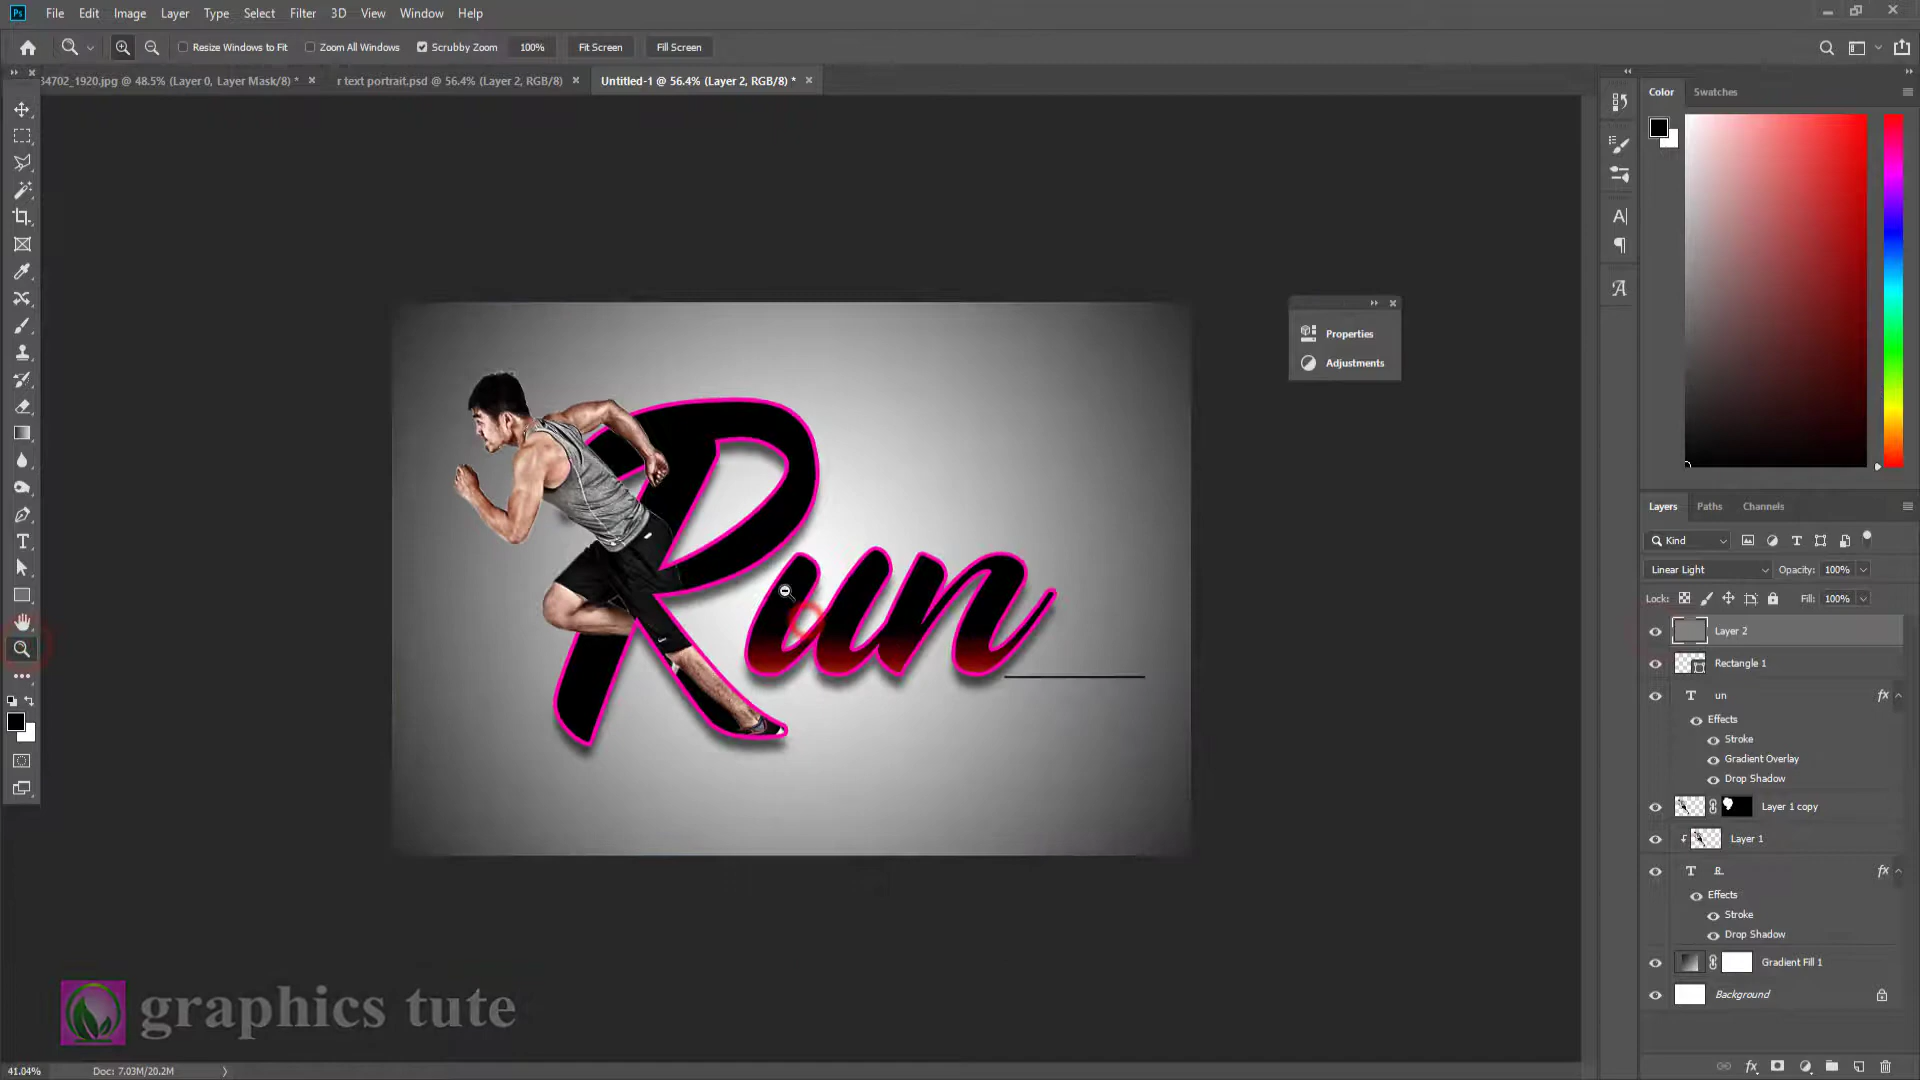 Ps File Edit Image Layer Type Select Filter 3D View Window Help
Resize Windows to Fit Zoom All Windows Scrubby Zoom 100% Fit Screen Fill Screen
34702_1920.jpg @ 48.5% (Layer 0, Layer Mask/8) * r text portrait.psd @ 56.4% (Layer 2, RGB/8) Untitled-1 @ 56.4% (Layer 2, RGB/8) *
Color Swatches
Properties
Adjustments
Run
Layers Paths Channels
Kind
Linear Light Opacity: 100%
Lock: Fill: 100%
Layer 2
Rectangle 1
T un fx
Effects
Stroke
Gradient Overlay
Drop Shadow
Layer 1 copy
Layer 1
T R fx
Effects
Stroke
Drop Shadow
Gradient Fill 1
Background
graphics tute
41.04% Doc: 7.03M/20.2M